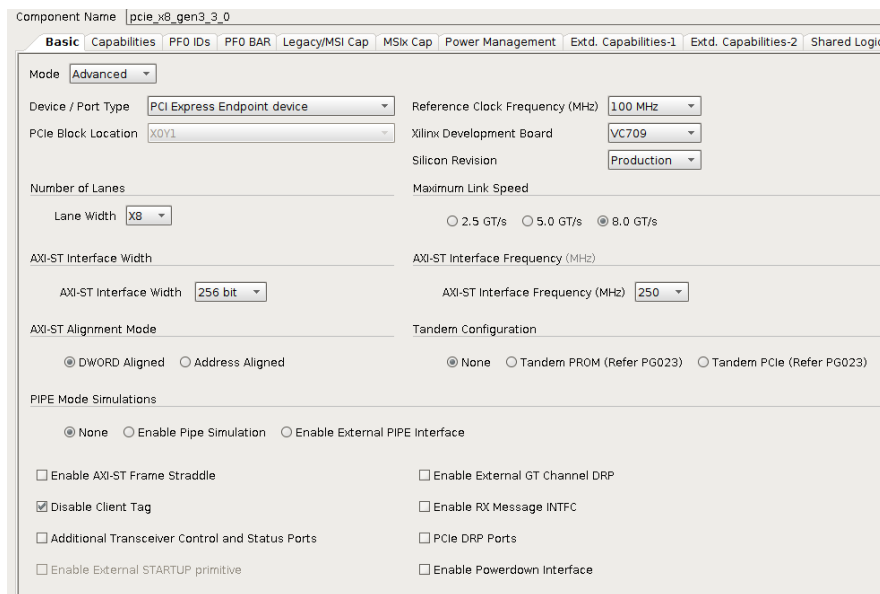 Component Name pcie_x8_gen3_3_0
Basic Capabilities PF0 IDs PF0 BAR Legacy/MSI Cap MSIx Cap Power Management Extd. Capabilities-1 Extd. Capabilities-2 Shared Logic
Mode Advanced
Device / Port Type PCI Express Endpoint device Reference Clock Frequency (MHz) 100 MHz
PCIe Block Location X0Y1 Xilinx Development Board VC709
Silicon Revision Production
Number of Lanes Maximum Link Speed
Lane Width X8 2.5 GT/s 5.0 GT/s 8.0 GT/s
AXI-ST Interface Width AXI-ST Interface Frequency (MHz)
AXI-ST Interface Width 256 bit AXI-ST Interface Frequency (MHz) 250
AXI-ST Alignment Mode Tandem Configuration
DWORD Aligned Address Aligned None Tandem PROM (Refer PG023) Tandem PCIe (Refer PG023)
PIPE Mode Simulations
None Enable Pipe Simulation Enable External PIPE Interface
Enable AXI-ST Frame Straddle Enable External GT Channel DRP
Disable Client Tag Enable RX Message INTFC
Additional Transceiver Control and Status Ports PCIe DRP Ports
Enable External STARTUP primitive Enable Powerdown Interface